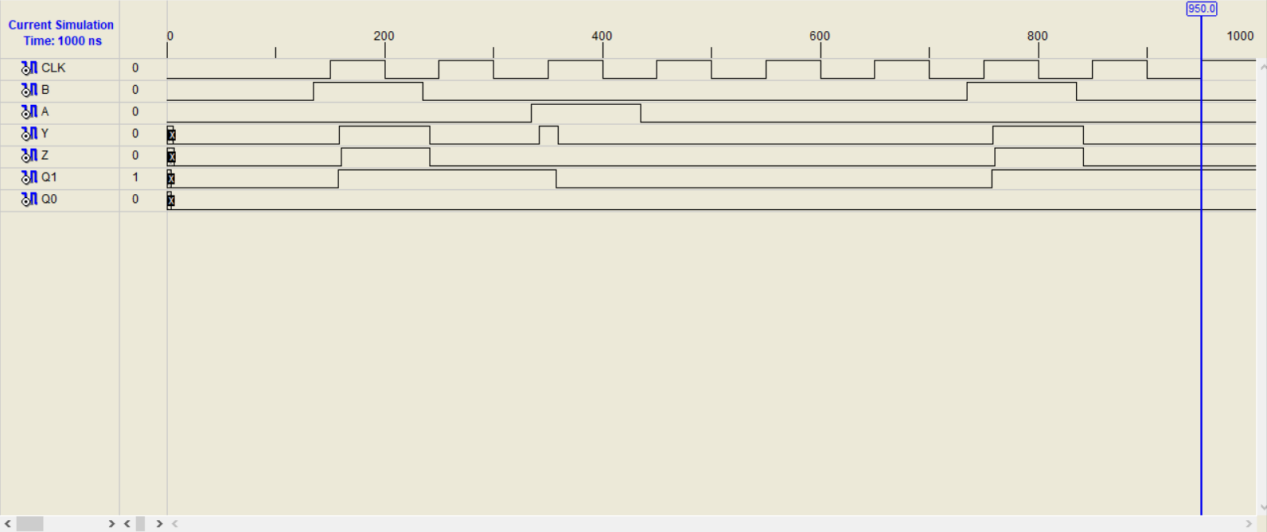 950.0
Current Simulation
Time: 1000 ns
0 200 400 600 800 1000
CLK 0
B 0
A 0
Y 0 x
Z 0 x
Q1 1 x
Q0 0 x